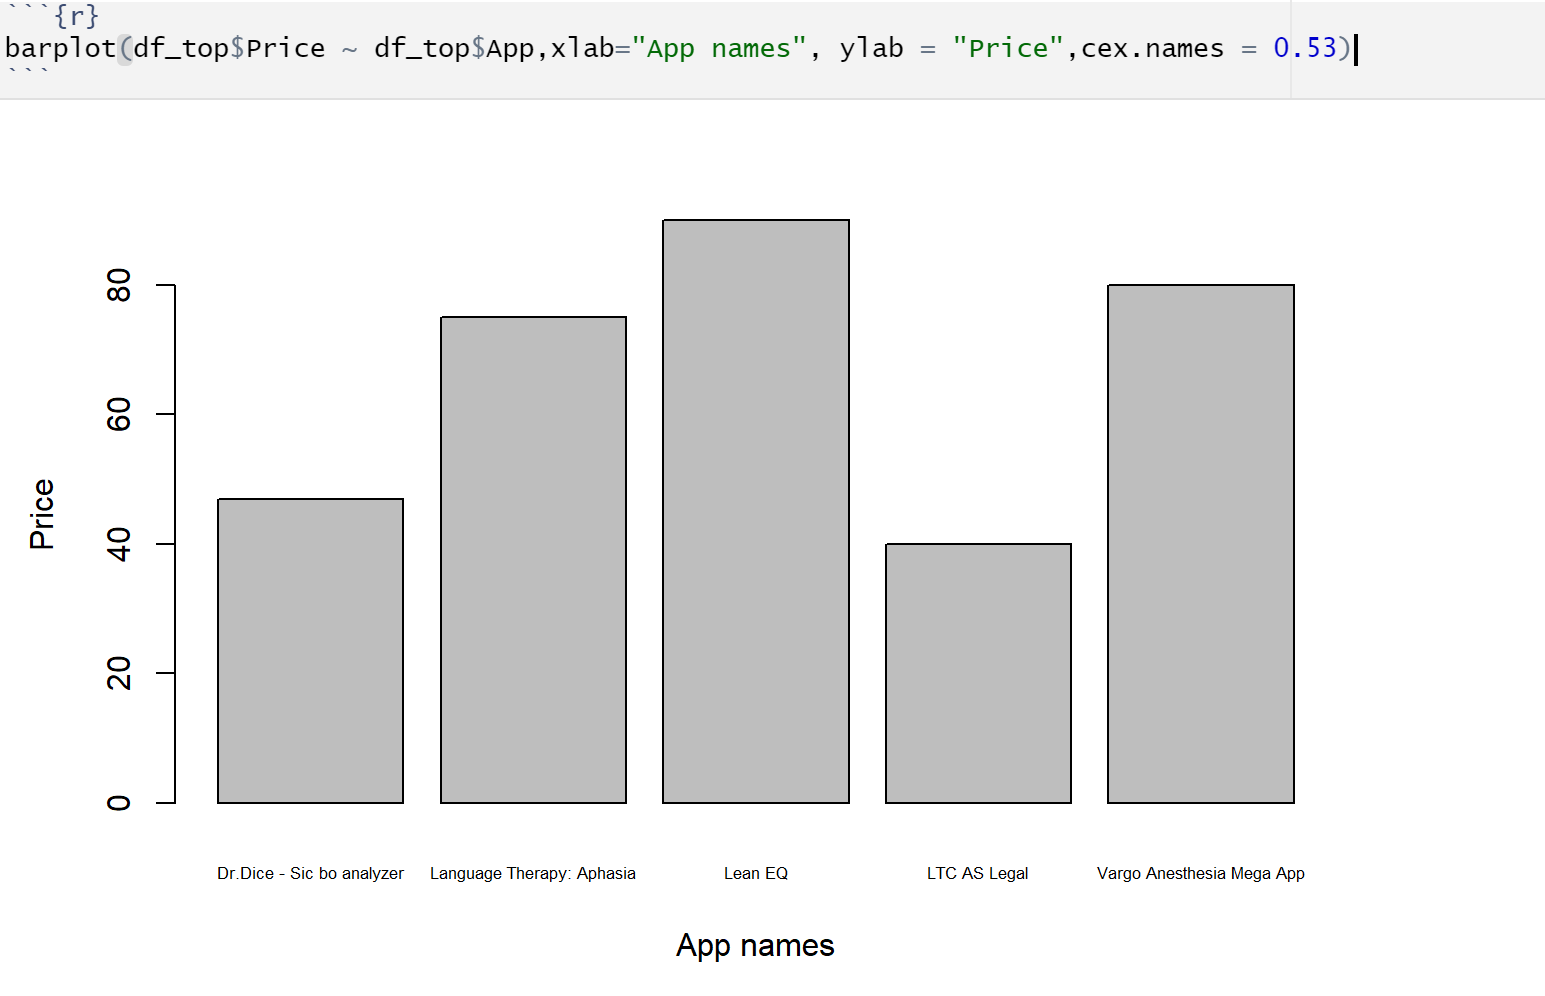 ```{r}
barplot(df_top$Price ~ df_top$App,xlab="App names", ylab = "Price",cex.names = 0.53)
```
80
60
40
20
0
Price
Dr.Dice - Sic bo analyzer Language Therapy: Aphasia Lean EQ LTC AS Legal Vargo Anesthesia Mega App
App names